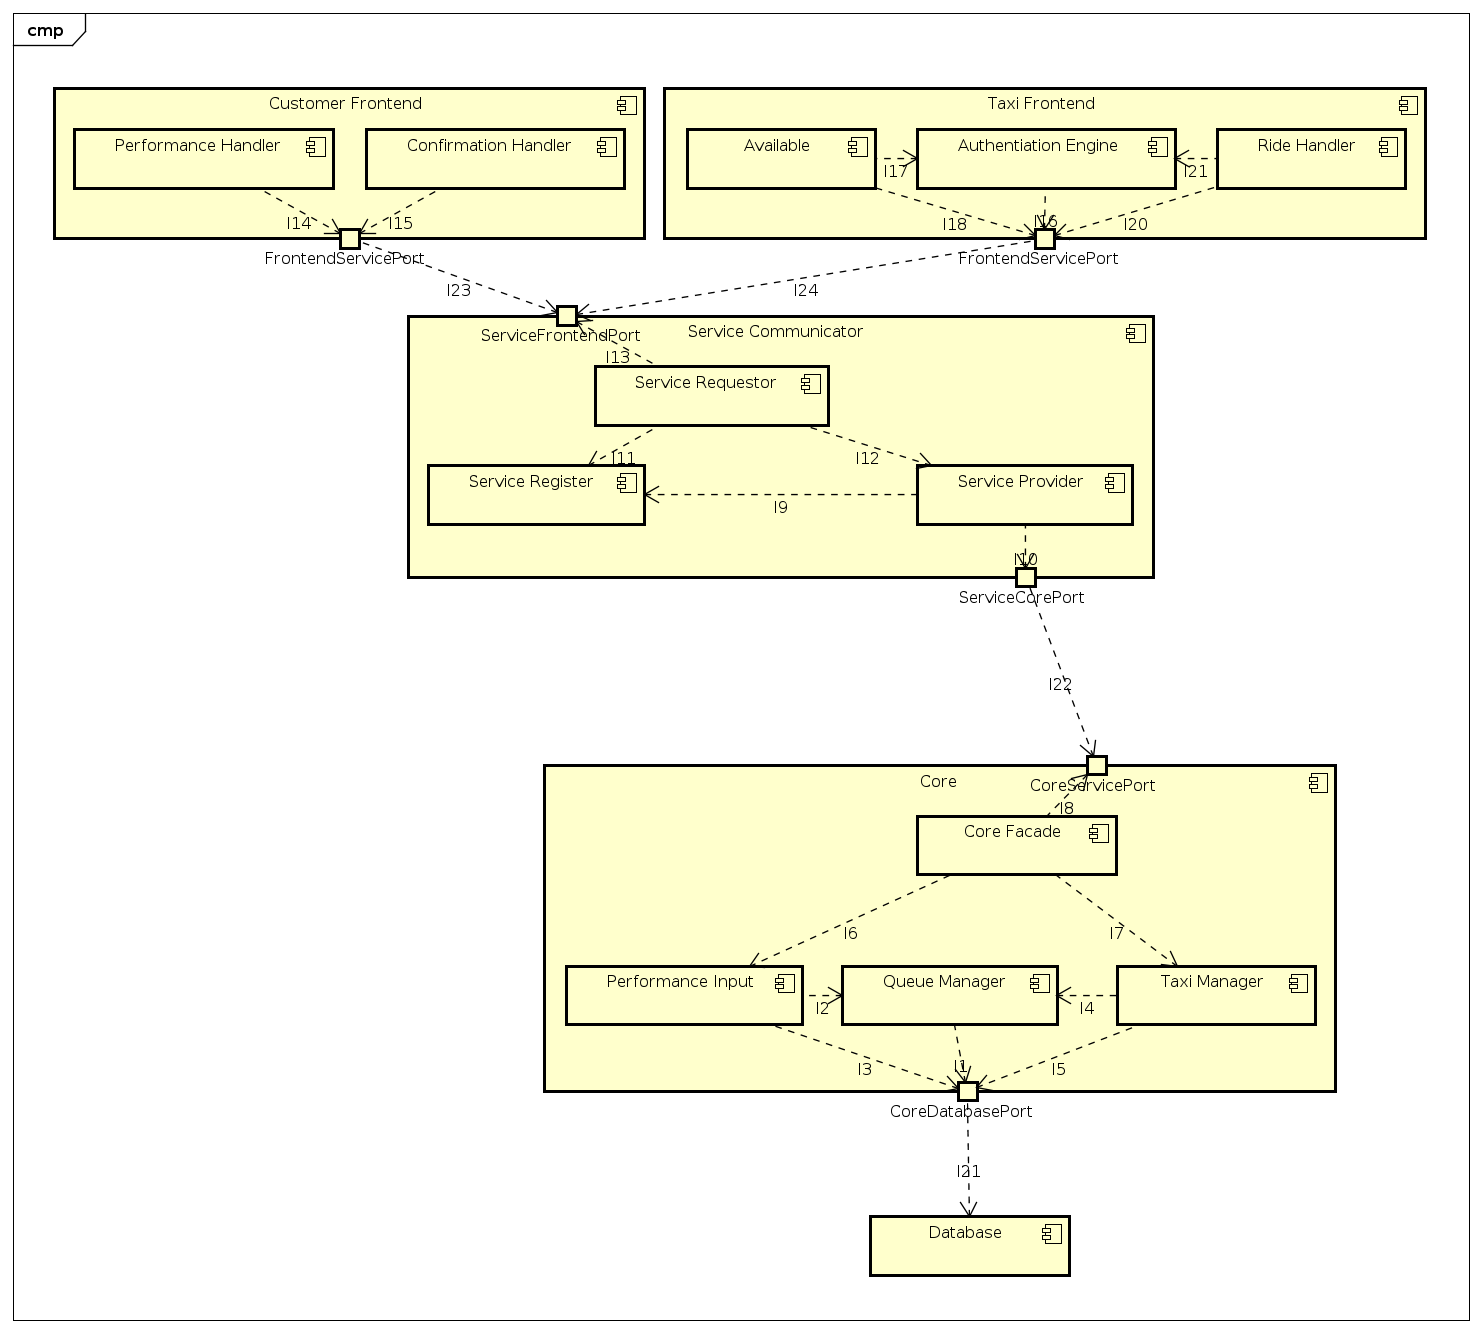 cmp
Customer Frontend
Taxi Frontend
Performance Handler
Confirmation Handler
Available
Authentiation Engine
Ride Handler
I17
I21
I14
I15
I18
I16
I20
FrontendServicePort
FrontendServicePort
I23
I24
ServiceFrontendPort
Service Communicator
I13
Service Requestor
I11
I12
Service Register
Service Provider
I9
I10
ServiceCorePort
I22
Core
CoreServicePort
I8
Core Facade
I6
I7
Performance Input
Queue Manager
Taxi Manager
I2
I4
I3
I1
I5
CoreDatabasePort
I21
Database